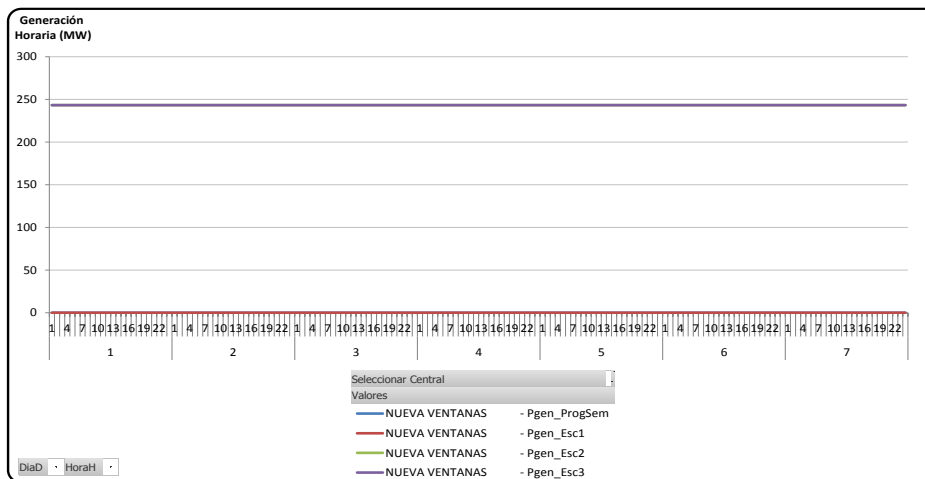 Generación
Horaria (MW)
300
250
200
150
100
50
0
1 4 7 10 13 16 19 22 1 4 7 10 13 16 19 22 1 4 7 10 13 16 19 22 1 4 7 10 13 16 19 22 1 4 7 10 13 16 19 22 1 4 7 10 13 16 19 22 1 4 7 10 13 16 19 22
1 2 3 4 5 6 7
Seleccionar Central
Valores
NUEVA VENTANAS - Pgen_ProgSem
NUEVA VENTANAS - Pgen_Esc1
NUEVA VENTANAS - Pgen_Esc2
NUEVA VENTANAS - Pgen_Esc3
DiaD HoraH